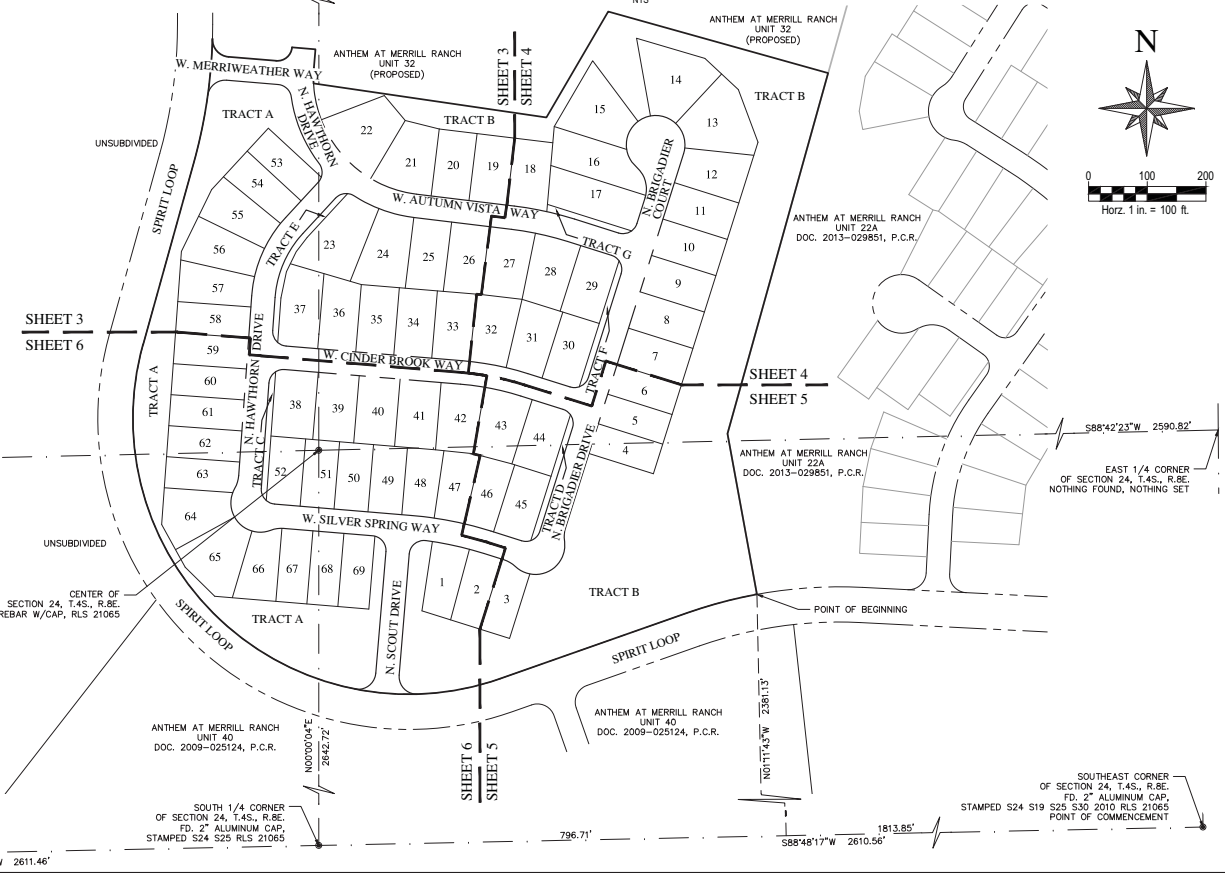 NTS
ANTHEM AT MERRILL RANCH
UNIT 32
(PROPOSED)
ANTHEM AT MERRILL RANCH
UNIT 32
(PROPOSED)
SHEET 3
SHEET 4
N
0 100 200
Horz. 1 in. = 100 ft.
W. MERRIWEATHER WAY
N. HAWTHORN
DRIVE
TRACT A
TRACT B
TRACT B
UNSUBDIVIDED
SPIRIT LOOP
14
15
13
22
21
20
19
18
16
17
12
11
10
9
8
7
6
5
4
N. BRIGADIER
COURT
53
54
55
56
57
58
W. AUTUMN VISTA WAY
TRACT E
TRACT G
23
24
25
26
27
28
29
37
36
35
34
33
32
31
30
ANTHEM AT MERRILL RANCH
UNIT 22A
DOC. 2013-029851, P.C.R.
SHEET 3
SHEET 6
N. HAWTHORN DRIVE
W. CINDER BROOK WAY
TRACT F
SHEET 4
SHEET 5
TRACT A
59
60
61
62
63
64
65
TRACT C
38
39
40
41
42
43
44
52
51
50
49
48
47
46
45
TRACT D
N. BRIGADIER DRIVE
ANTHEM AT MERRILL RANCH
UNIT 22A
DOC. 2013-029851, P.C.R.
S88°42'23"W 2590.82'
EAST 1/4 CORNER
OF SECTION 24, T.4S., R.8E.
NOTHING FOUND, NOTHING SET
W. SILVER SPRING WAY
UNSUBDIVIDED
66
67
68
69
1
2
3
N. SCOUT DRIVE
TRACT A
TRACT B
CENTER OF
SECTION 24, T.4S., R.8E.
REBAR W/CAP, RLS 21065
POINT OF BEGINNING
SPIRIT LOOP
SPIRIT LOOP
ANTHEM AT MERRILL RANCH
UNIT 40
DOC. 2009-025124, P.C.R.
N00°00'04"E
2642.72'
SHEET 6
SHEET 5
ANTHEM AT MERRILL RANCH
UNIT 40
DOC. 2009-025124, P.C.R.
N01°11'43"W 2381.13'
SOUTH 1/4 CORNER
OF SECTION 24, T.4S., R.8E.
FD. 2" ALUMINUM CAP,
STAMPED S24 S25 RLS 21065
SOUTHEAST CORNER
OF SECTION 24, T.4S., R.8E.
FD. 2" ALUMINUM CAP,
STAMPED S24 S19 S25 S30 2010 RLS 21065
POINT OF COMMENCEMENT
796.71'
1813.85'
S88°48'17"W 2610.56'
W 2611.46'